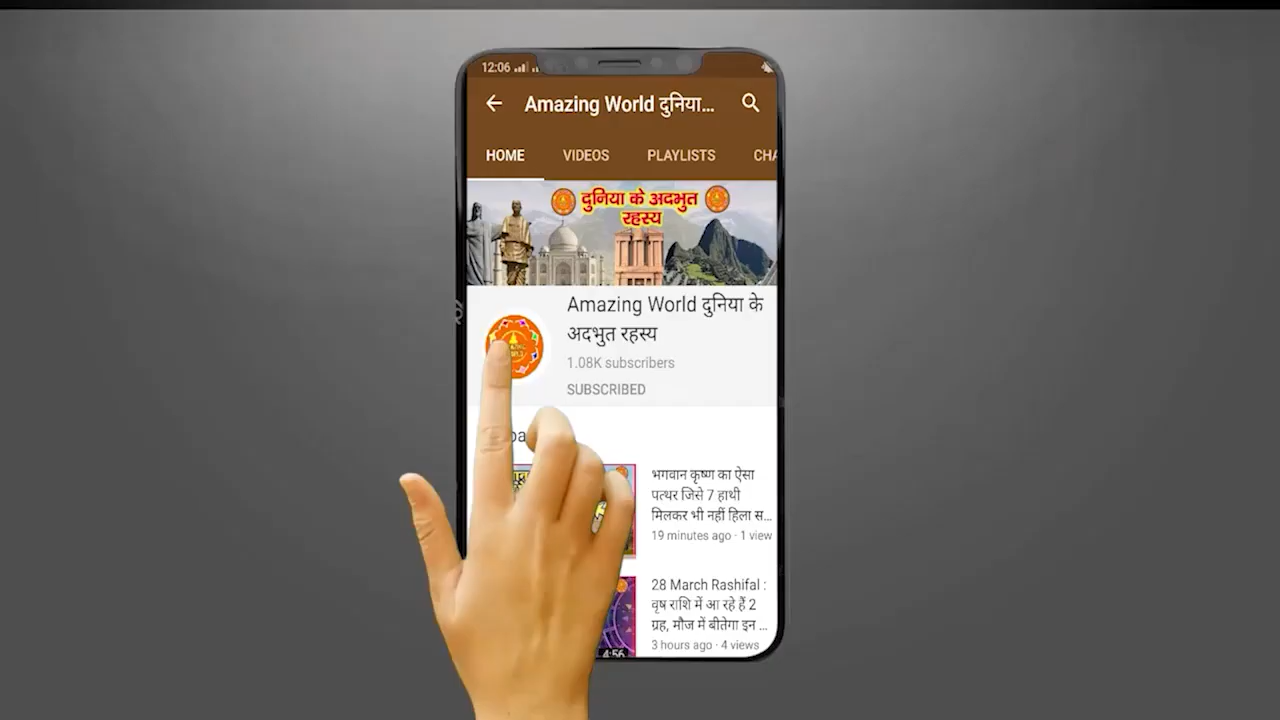 12:06
Amazing World दुनिया...
HOME VIDEOS PLAYLISTS CHA
दुनिया के अदभुत
रहस्य
Amazing World दुनिया के
अदभुत रहस्य
1.08K subscribers
SUBSCRIBED
भगवान कृष्ण का ऐसा
पत्थर जिसे 7 हाथी
मिलकर भी नहीं हिला स...
19 minutes ago · 1 view
28 March Rashifal :
वृष राशि में आ रहे हैं 2
ग्रह, मौज में बीतेगा इन ...
3 hours ago · 4 views
4:56